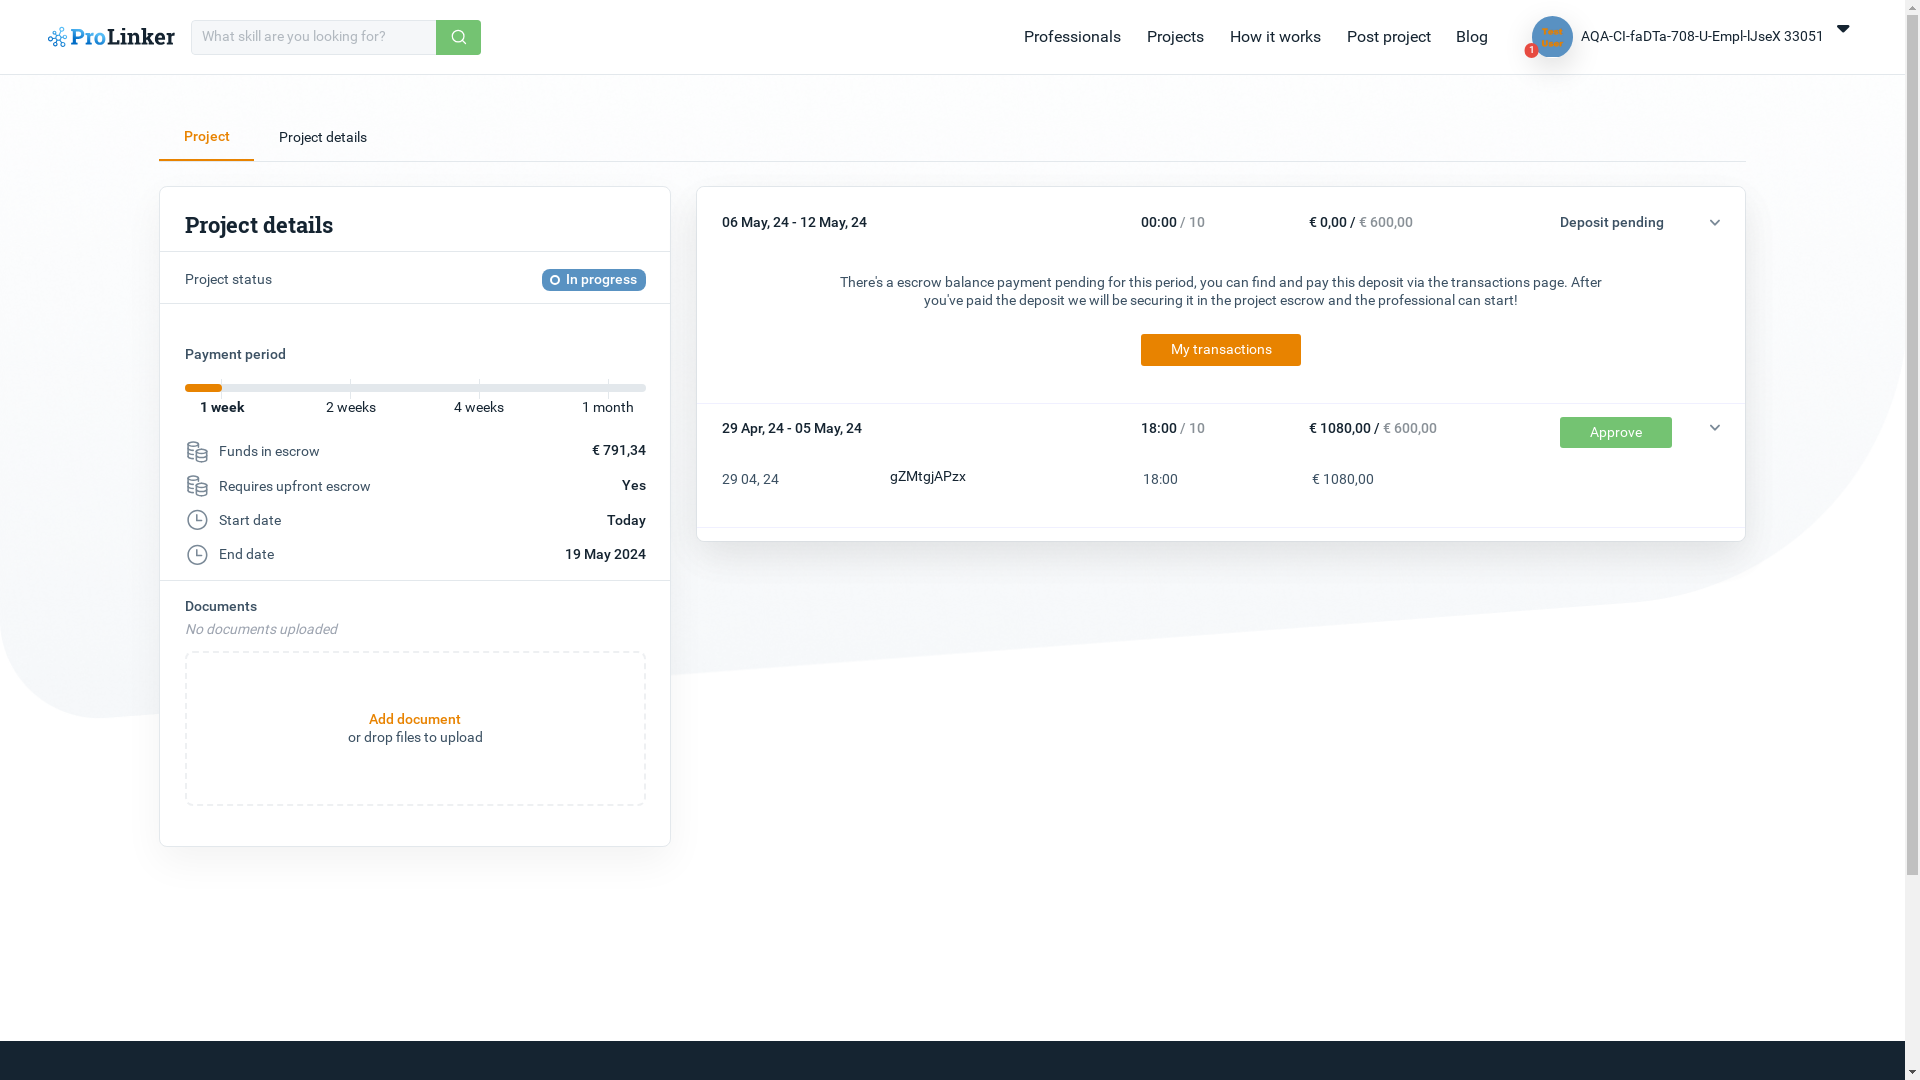 ProLinker
What skill are you looking for?
Professionals
Projects
How it works
Post project
Blog
1
AQA-CI-faDTa-708-U-Empl-lJseX 33051
Project
Project details
Project details
Project status
In progress
Payment period
1 week
2 weeks
4 weeks
1 month
Funds in escrow
€ 791,34
Requires upfront escrow
Yes
Start date
Today
End date
19 May 2024
Documents
No documents uploaded
Add document
or drop files to upload
06 May, 24 - 12 May, 24
00:00 / 10
€ 0,00 / € 600,00
Deposit pending
There's a escrow balance payment pending for this period, you can find and pay this deposit via the transactions page. After
you've paid the deposit we will be securing it in the project escrow and the professional can start!
My transactions
29 Apr, 24 - 05 May, 24
18:00 / 10
€ 1080,00 / € 600,00
Approve
29 04, 24
gZMtgjAPzx
18:00
€ 1080,00